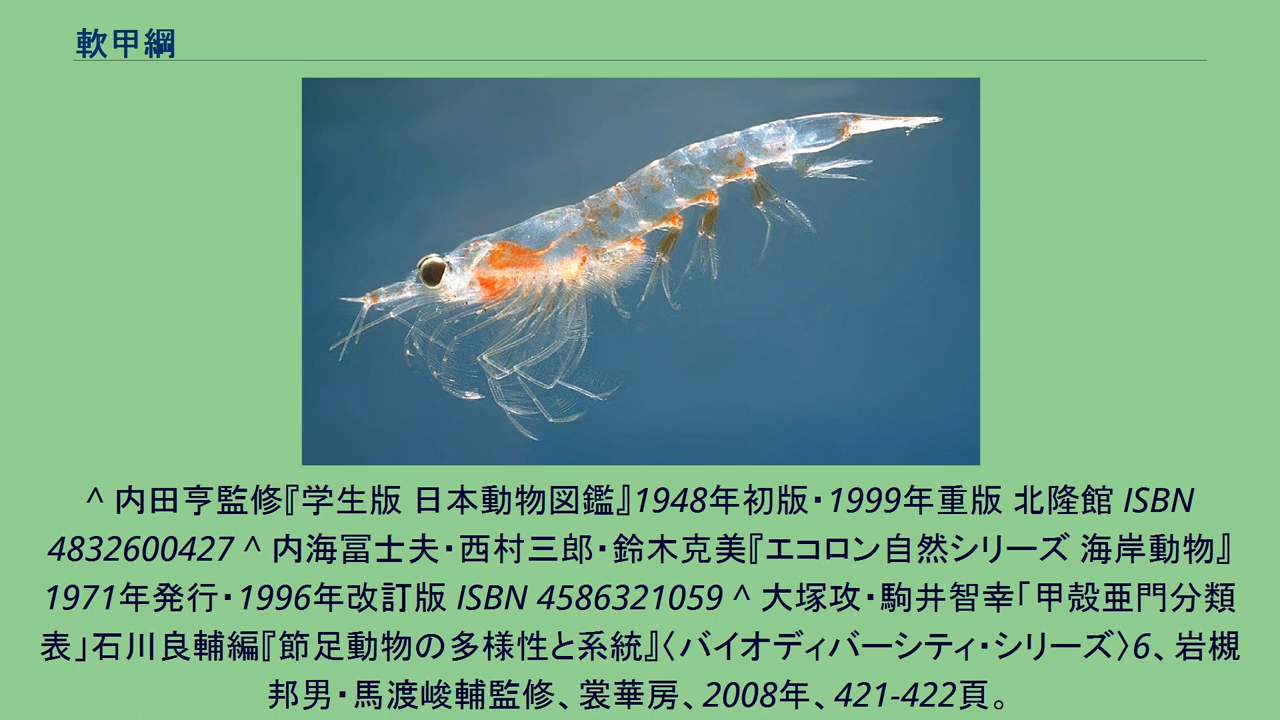 軟甲綱
^ 内田亨監修『学生版 日本動物図鑑』1948年初版・1999年重版 北隆館 ISBN
4832600427 ^ 内海冨士夫・西村三郎・鈴木克美『エコロン自然シリーズ 海岸動物』
1971年発行・1996年改訂版 ISBN 4586321059 ^ 大塚攻・駒井智幸「甲殻亜門分類
表」石川良輔編『節足動物の多様性と系統』〈バイオディバーシティ・シリーズ〉6、岩槻
邦男・馬渡峻輔監修、裳華房、2008年、421-422頁。